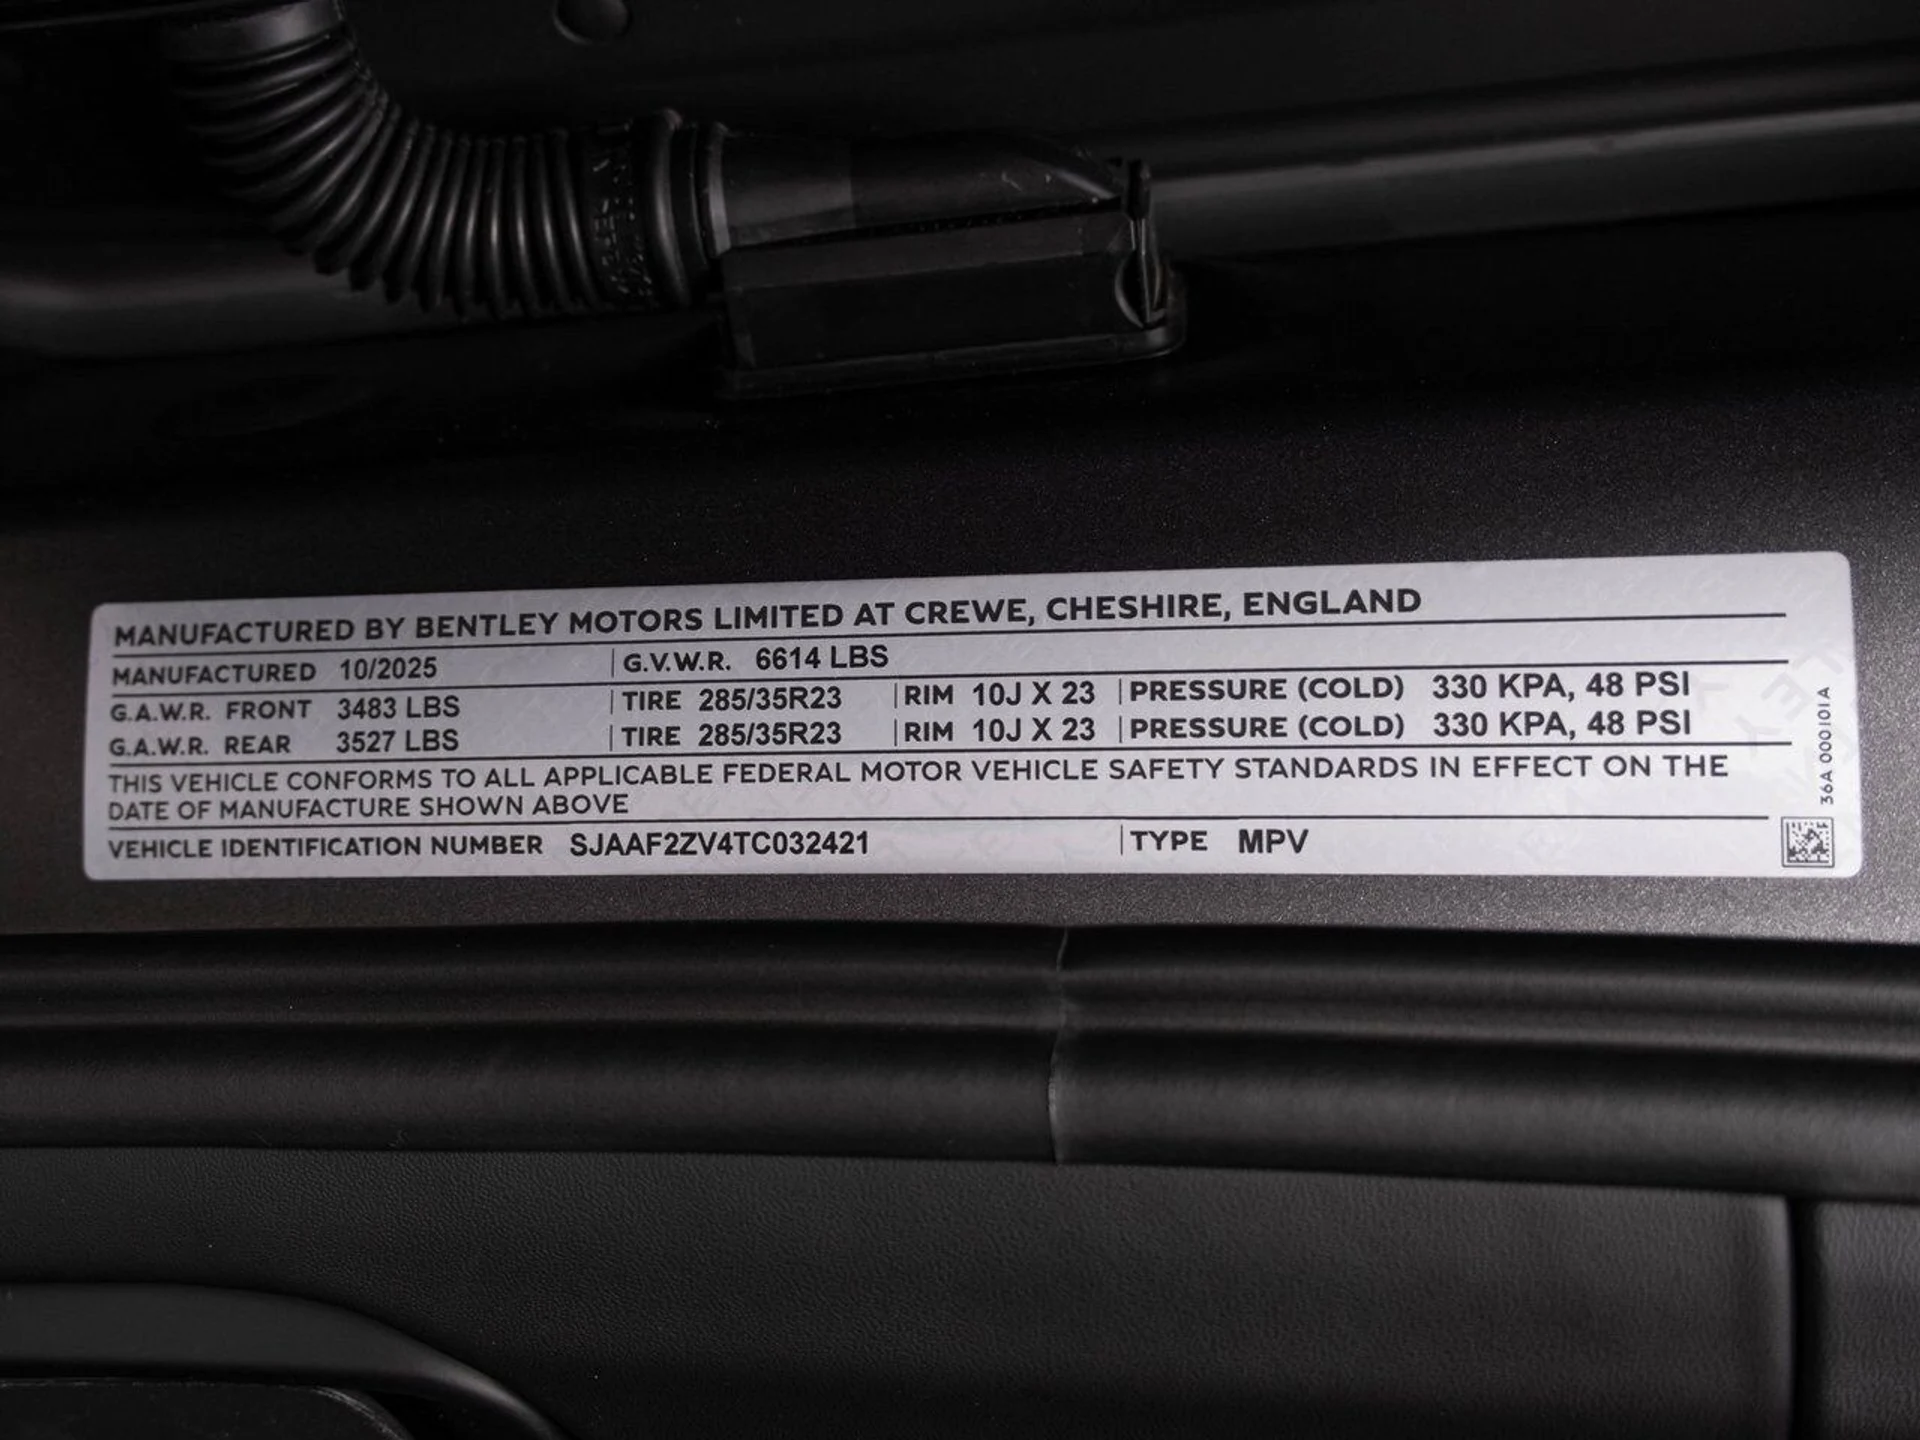 MANUFACTURED BY BENTLEY MOTORS LIMITED AT CREWE, CHESHIRE, ENGLAND
MANUFACTURED 10/2025 G.V.W.R. 6614 LBS
G.A.W.R. FRONT 3483 LBS TIRE 285/35R23 RIM 10J X 23 PRESSURE (COLD) 330 KPA, 48 PSI
G.A.W.R. REAR 3527 LBS TIRE 285/35R23 RIM 10J X 23 PRESSURE (COLD) 330 KPA, 48 PSI
THIS VEHICLE CONFORMS TO ALL APPLICABLE FEDERAL MOTOR VEHICLE SAFETY STANDARDS IN EFFECT ON THE
DATE OF MANUFACTURE SHOWN ABOVE
VEHICLE IDENTIFICATION NUMBER SJAAF2ZV4TC032421 TYPE MPV
36A 000101A